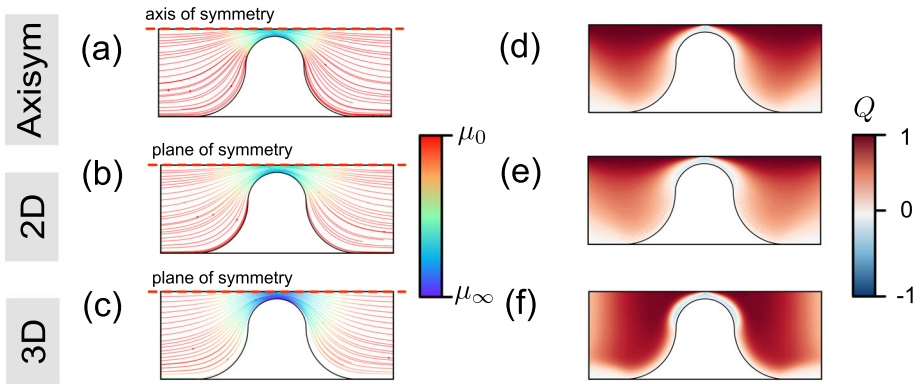 Axisym
(a)
axis of symmetry
(d)
2D
(b)
plane of symmetry
μ₀
μ∞
(e)
Q
1
0
-1
3D
(c)
plane of symmetry
(f)